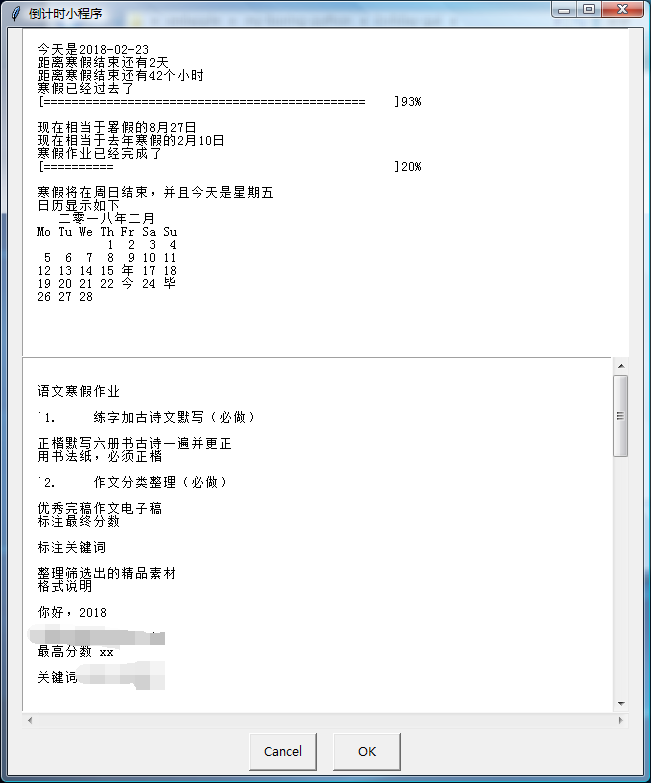 倒计时小程序
今天是2018-02-23
距离寒假结束还有2天
距离寒假结束还有42个小时
寒假已经过去了
[==============================================    ]93%
现在相当于暑假的8月27日
现在相当于去年寒假的2月10日
寒假作业已经完成了
[==========                                        ]20%
寒假将在周日结束，并且今天是星期五
日历显示如下
二零一八年二月
Mo Tu We Th Fr Sa Su
1 2 3 4
5 6 7 8 9 10 11
12 13 14 15 年 17 18
19 20 21 22 今 24 毕
26 27 28
语文寒假作业
`1. 练字加古诗文默写（必做）
正楷默写六册书古诗一遍并更正
用书法纸，必须正楷
`2. 作文分类整理（必做）
优秀完稿作文电子稿
标注最终分数
标注关键词
整理筛选出的精品素材
格式说明
你好，2018
最高分数 xx
关键词
Cancel
OK